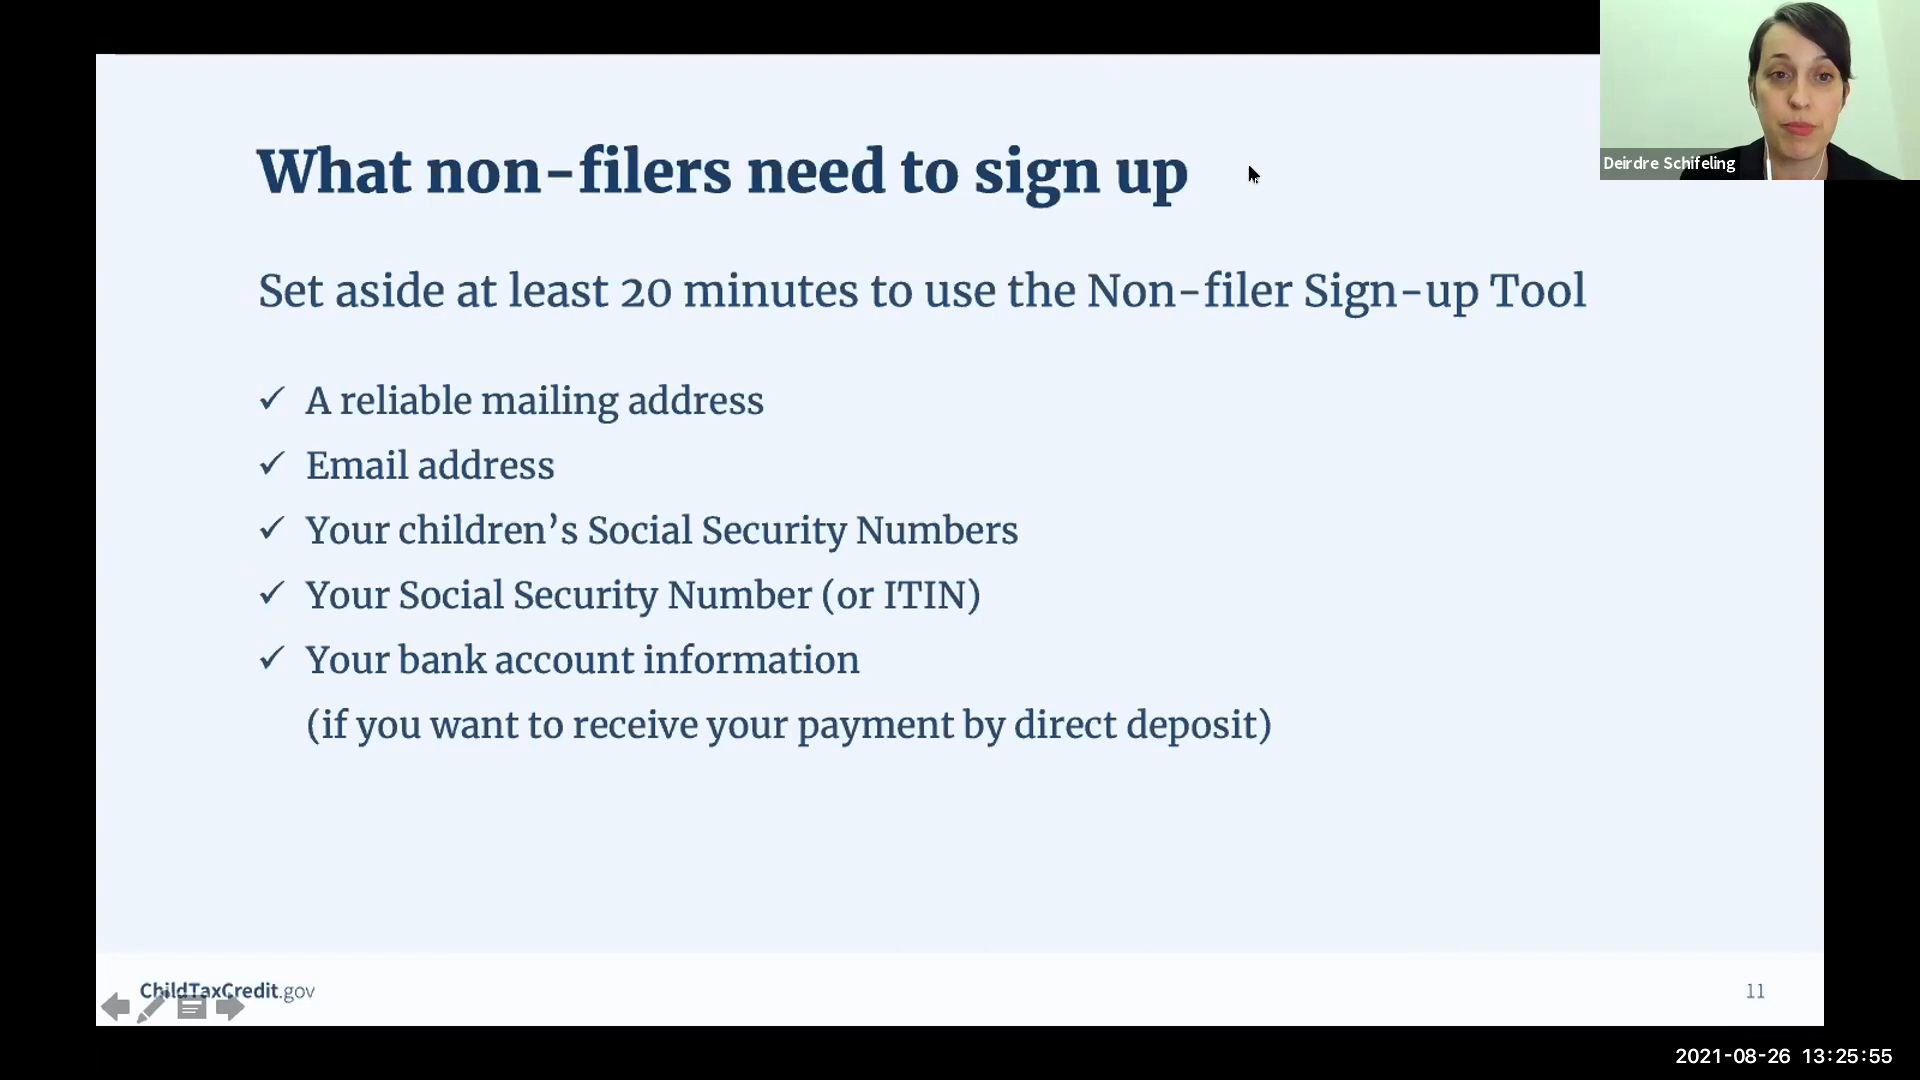 What non-filers need to sign up
Deirdre Schifeling
Set aside at least 20 minutes to use the Non-filer Sign-up Tool
✓ A reliable mailing address
✓ Email address
✓ Your children’s Social Security Numbers
✓ Your Social Security Number (or ITIN)
✓ Your bank account information
(if you want to receive your payment by direct deposit)
ChildTaxCredit.gov
11
2021-08-26 13:25:55